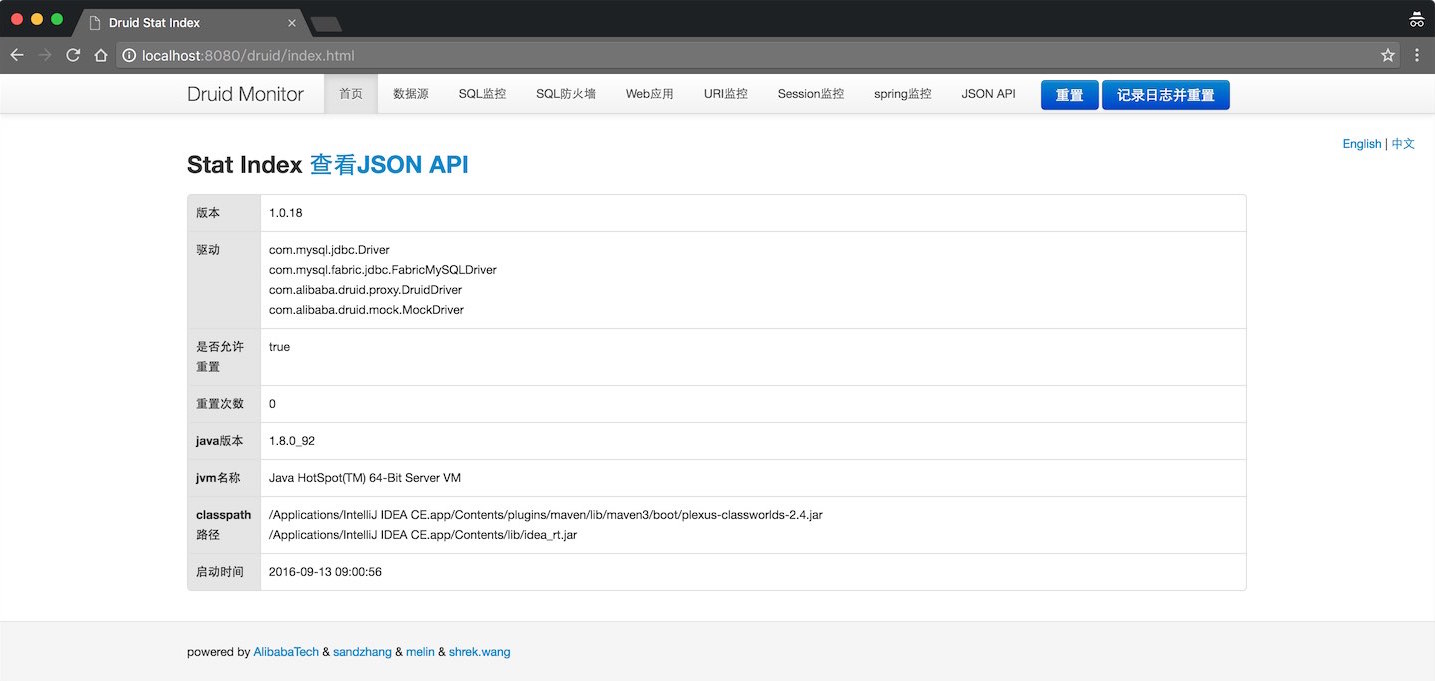 Druid Stat Index
localhost:8080/druid/index.html
Druid Monitor 首页 数据源 SQL监控 SQL防火墙 Web应用 URI监控 Session监控 spring监控 JSON API 重置 记录日志并重置
English | 中文
Stat Index 查看JSON API
版本 1.0.18
驱动 com.mysql.jdbc.Driver
com.mysql.fabric.jdbc.FabricMySQLDriver
com.alibaba.druid.proxy.DruidDriver
com.alibaba.druid.mock.MockDriver
是否允许 true
重置
重置次数 0
java版本 1.8.0_92
jvm名称 Java HotSpot(TM) 64-Bit Server VM
classpath /Applications/IntelliJ IDEA CE.app/Contents/plugins/maven/lib/maven3/boot/plexus-classworlds-2.4.jar
路径 /Applications/IntelliJ IDEA CE.app/Contents/lib/idea_rt.jar
启动时间 2016-09-13 09:00:56
powered by AlibabaTech & sandzhang & melin & shrek.wang